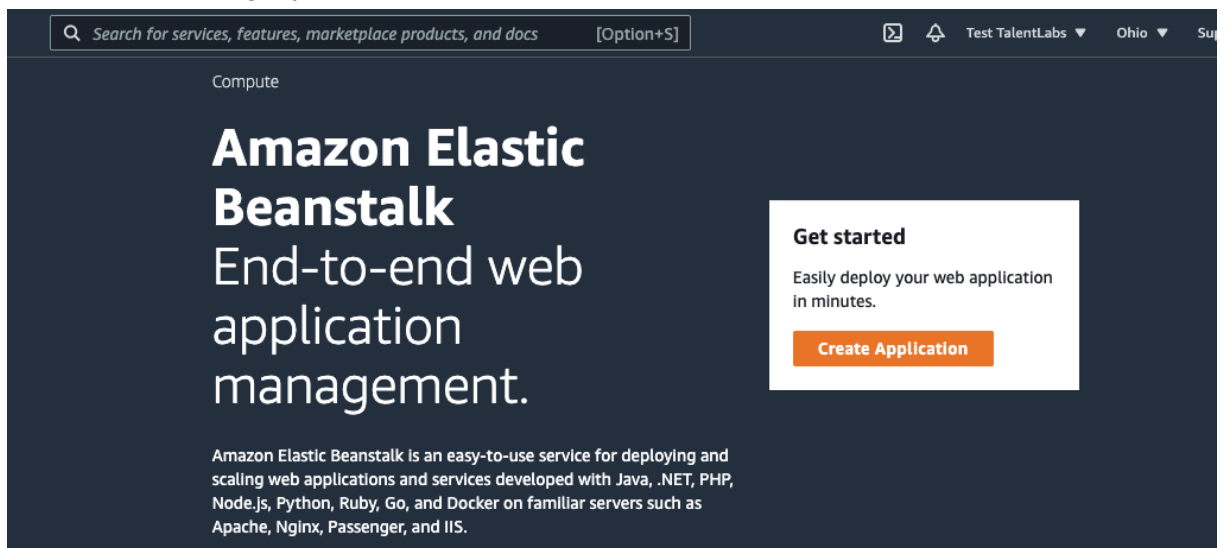 Search for services, features, marketplace products, and docs [Option+S]
Test TalentLabs ▼ Ohio ▼
Compute
Amazon Elastic
Beanstalk
End-to-end web
application
management.
Get started
Easily deploy your web application
in minutes.
Create Application
Amazon Elastic Beanstalk is an easy-to-use service for deploying and
scaling web applications and services developed with Java, .NET, PHP,
Node.js, Python, Ruby, Go, and Docker on familiar servers such as
Apache, Nginx, Passenger, and IIS.